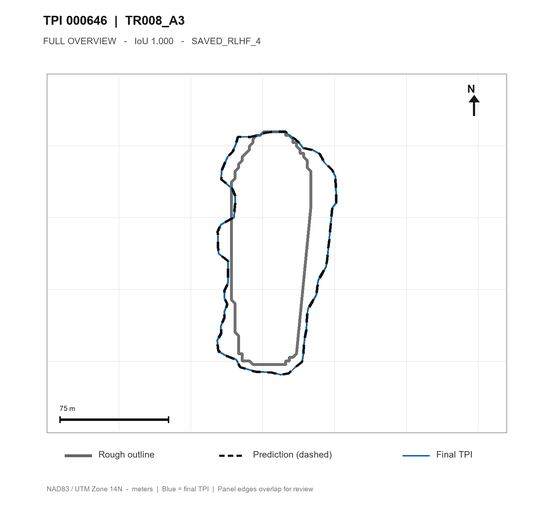 TPI 000646 | TR008_A3
FULL OVERVIEW - IoU 1.000 - SAVED_RLHF_4
N
75 m
Rough outline Prediction (dashed) Final TPI
NAD83 / UTM Zone 14N - meters | Blue = final TPI | Panel edges overlap for review